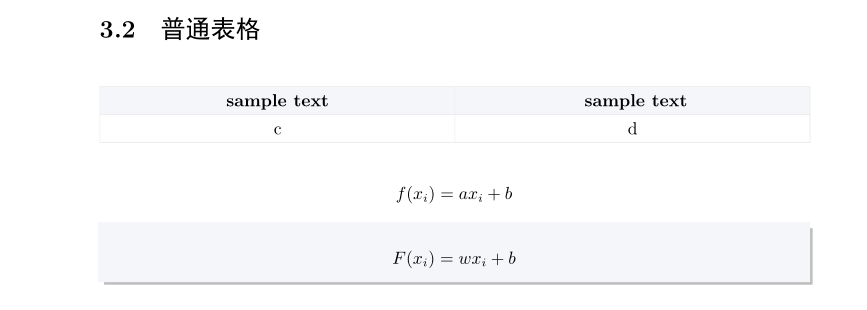 3.2 普通表格
sample text sample text
c d
f(x_i) = ax_i + b
F(x_i) = wx_i + b